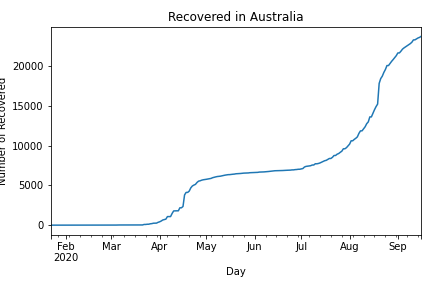 Recovered in Australia
Number of Recovered
20000
15000
10000
5000
0
Feb Mar Apr May Jun Jul Aug Sep
2020
Day